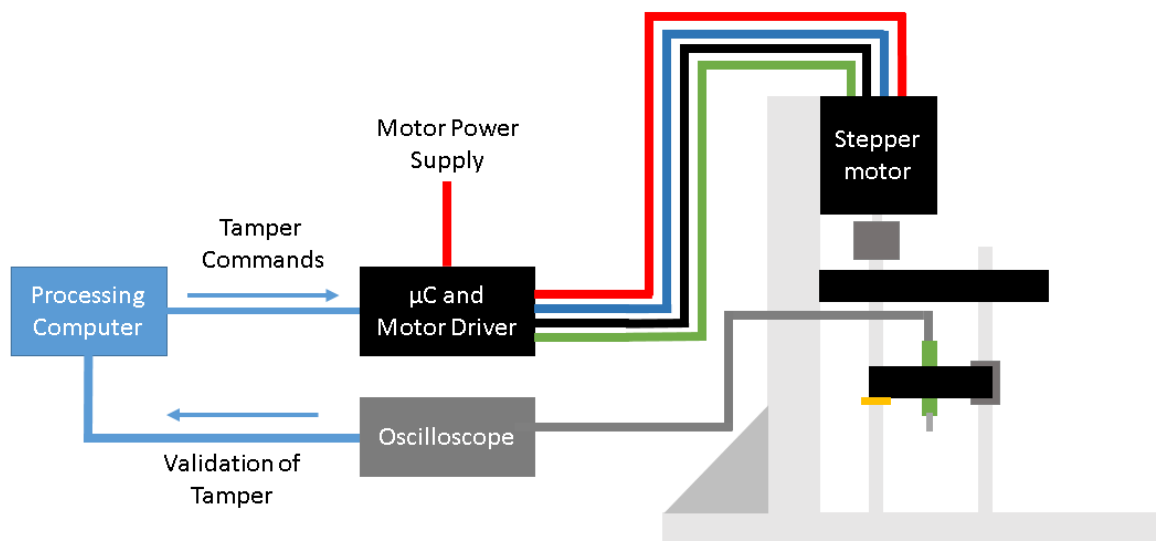 Stepper
motor
Motor Power
Supply
Tamper
Commands
Processing
Computer
µC and
Motor Driver
Oscilloscope
Validation of
Tamper